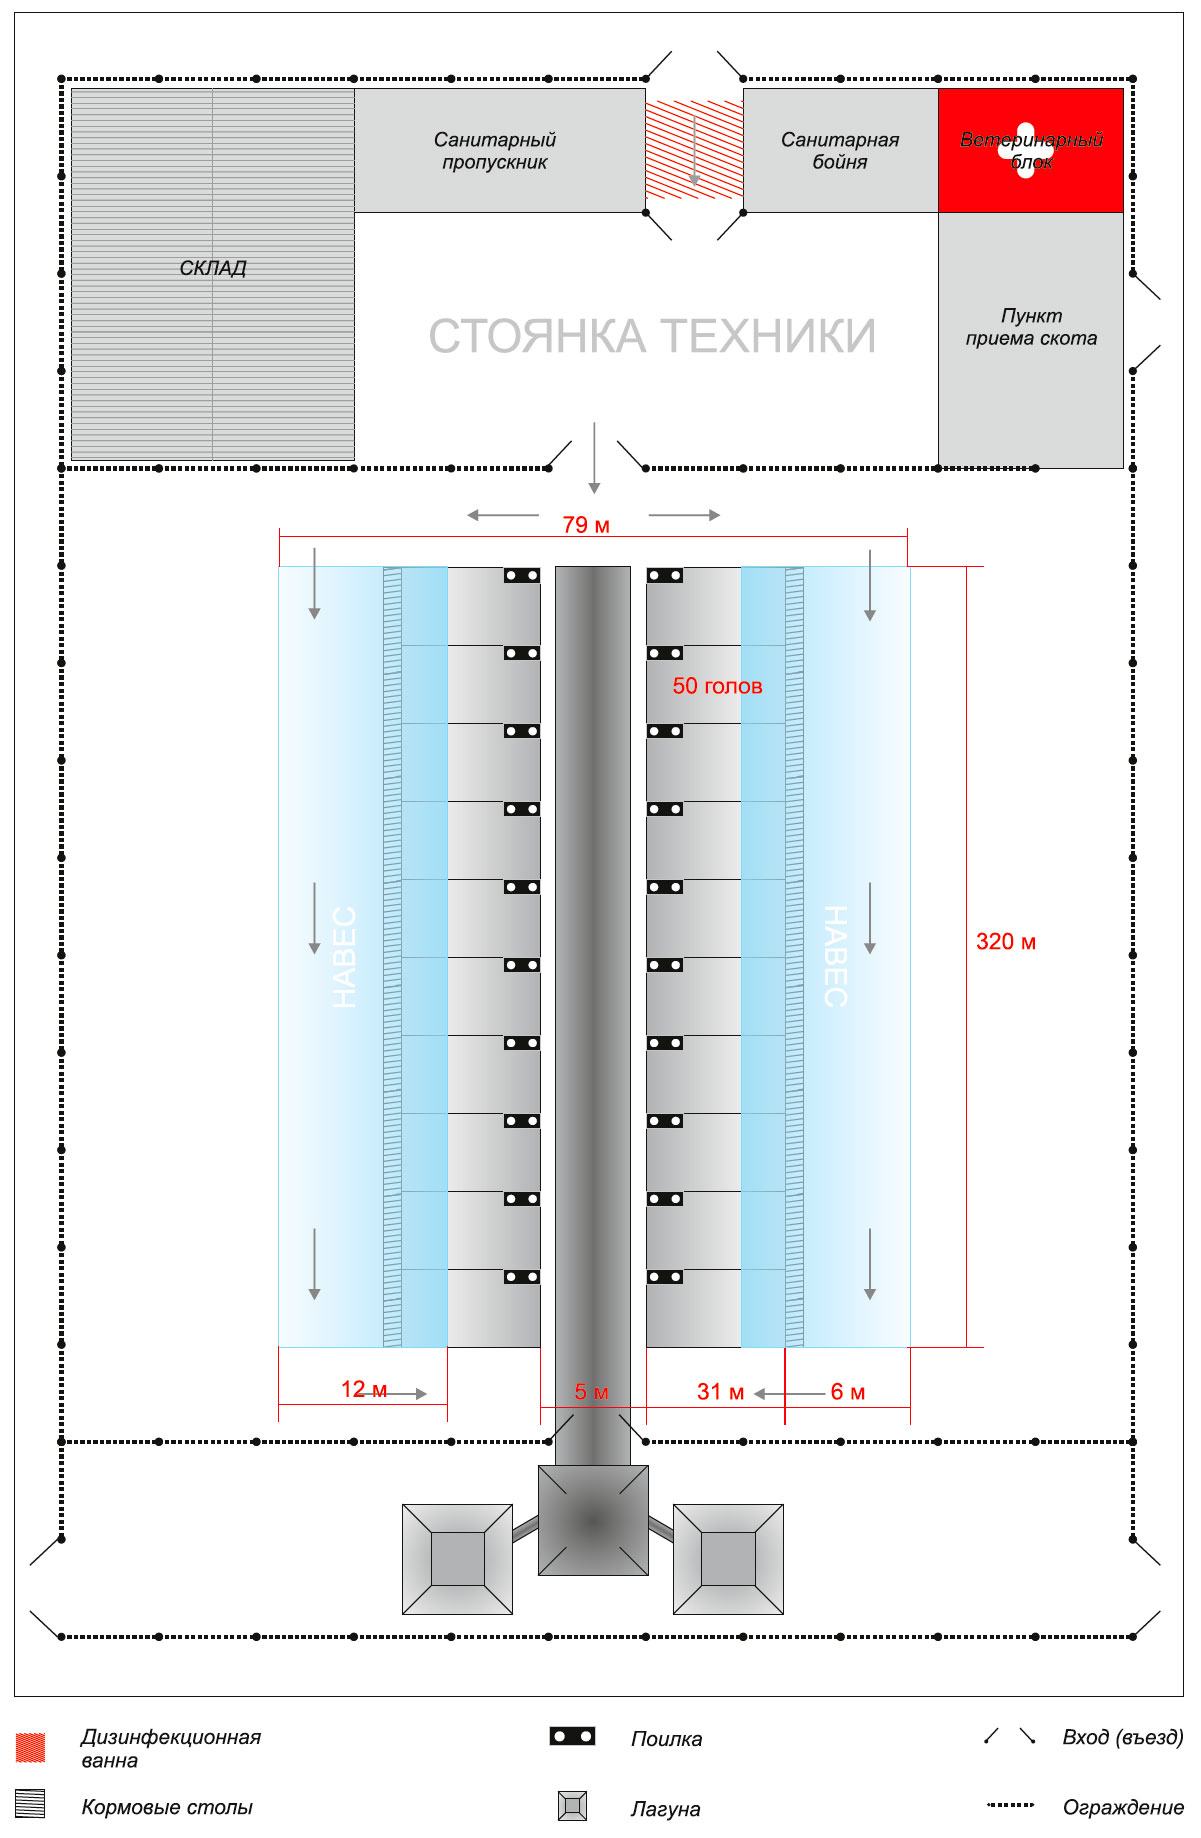 Санитарный
пропускник
Санитарная
бойня
Ветеринарный
блок
СКЛАД
СТОЯНКА ТЕХНИКИ
Пункт
приема скота
79 м
50 голов
НАВЕС
НАВЕС
320 м
12 м
5 м
31 м
6 м
Дизинфекционная
ванна
Поилка
Вход (въезд)
Кормовые столы
Лагуна
Ограждение